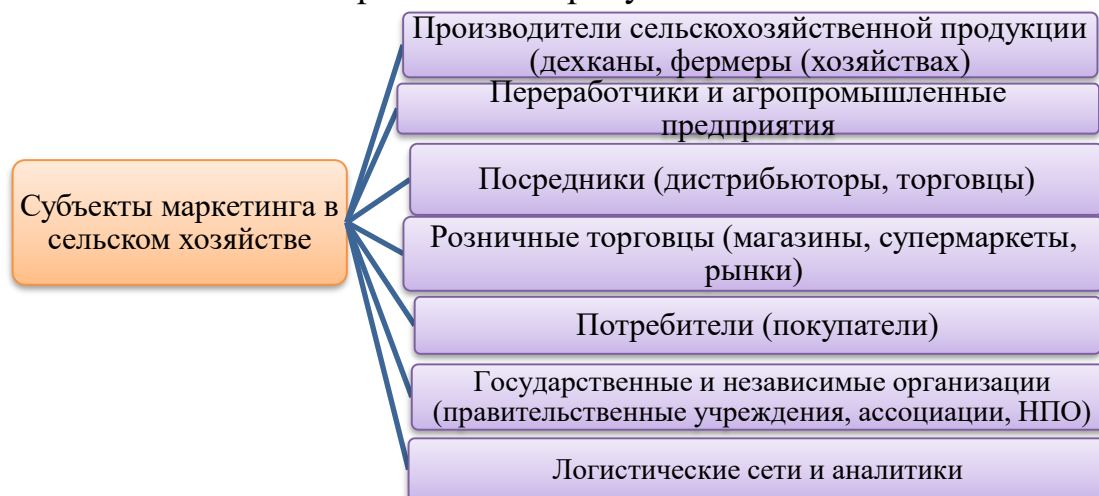 Производители сельскохозяйственной продукции
(дехканы, фермеры (хозяйствах)
Переработчики и агропромышленные
предприятия
Субъекты маркетинга в
сельском хозяйстве
Посредники (дистрибьюторы, торговцы)
Розничные торговцы (магазины, супермаркеты,
рынки)
Потребители (покупатели)
Государственные и независимые организации
(правительственные учреждения, ассоциации, НПО)
Логистические сети и аналитики